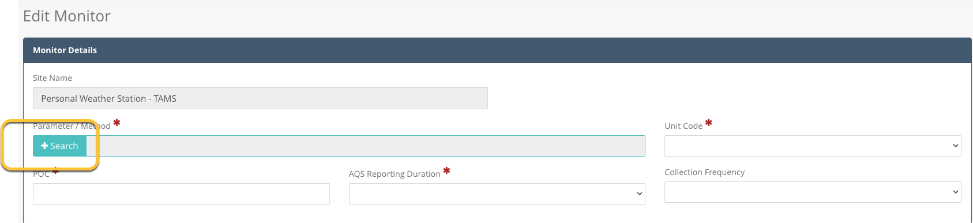 Edit Monitor
Monitor Details
Site Name
Personal Weather Station - TAMS
Parameter / Method * Unit Code *
+ Search
POC * AQS Reporting Duration * Collection Frequency